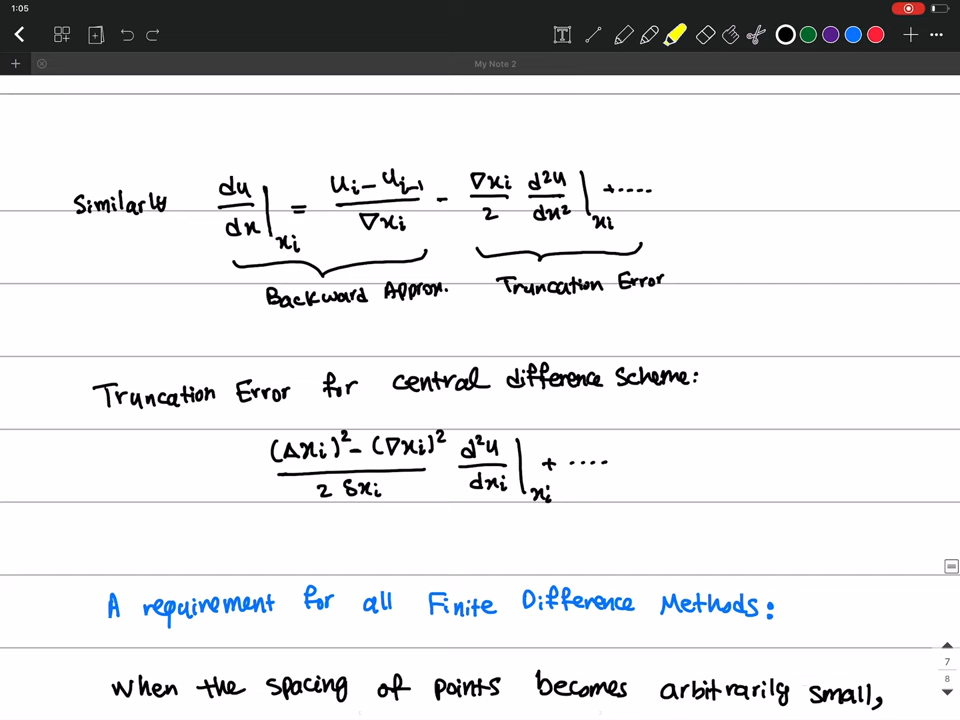 1:05
My Note 2
Similarly du/dx|xi = (ui - ui-1)/∇xi - ∇xi/2 d²u/dx²|xi + ....
Backward Approx. Truncation Error
Truncation Error for central difference scheme:
((Δxi)² - (∇xi)²)/(2 δxi) d²u/dxi|xi + ....
A requirement for all Finite Difference Methods:
7
8
When the spacing of points becomes arbitrarily small,